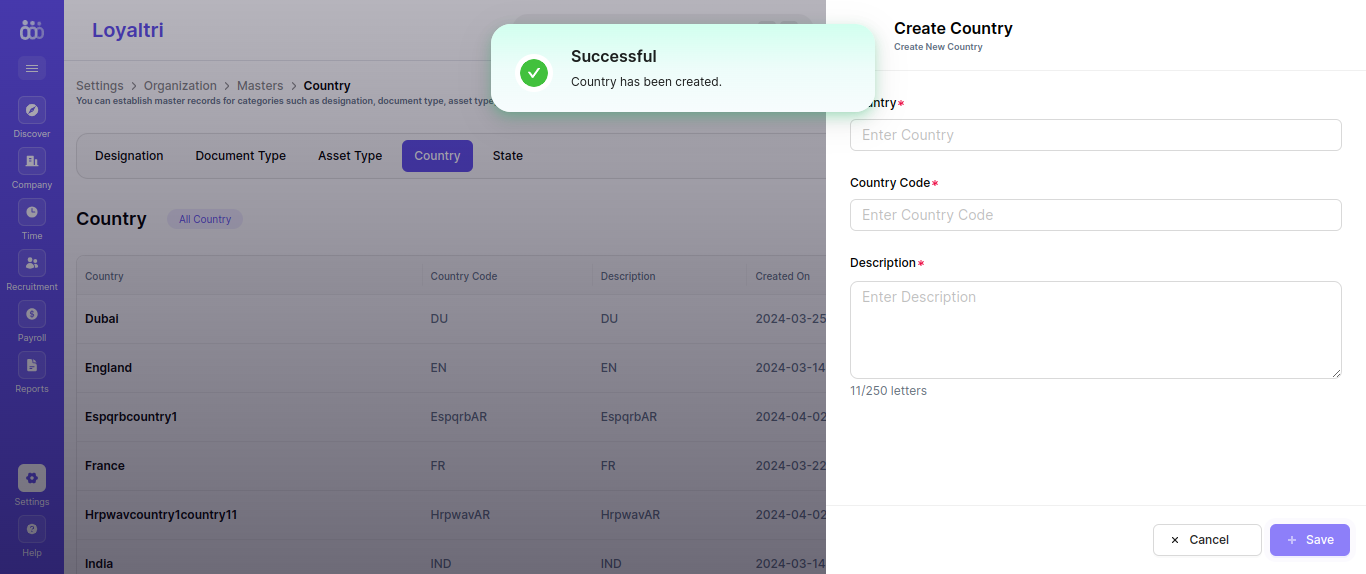 Loyaltri
Settings > Organization > Masters > Country
You can establish master records for categories such as designation, document type, asset type
Successful
Country has been created.
Designation Document Type Asset Type Country State
Country All Country
Country Country Code Description Created On
Dubai DU DU 2024-03-25
England EN EN 2024-03-14
Espqrbcountry1 EspqrbAR EspqrbAR 2024-04-02
France FR FR 2024-03-22
Hrpwavcountry1country11 HrpwavAR HrpwavAR 2024-04-02
India IND IND 2024-03-14
Discover
Company
Time
Recruitment
Payroll
Reports
Settings
Help
Create Country
Create New Country
untry*
Enter Country
Country Code*
Enter Country Code
Description*
Enter Description
11/250 letters
× Cancel
+ Save